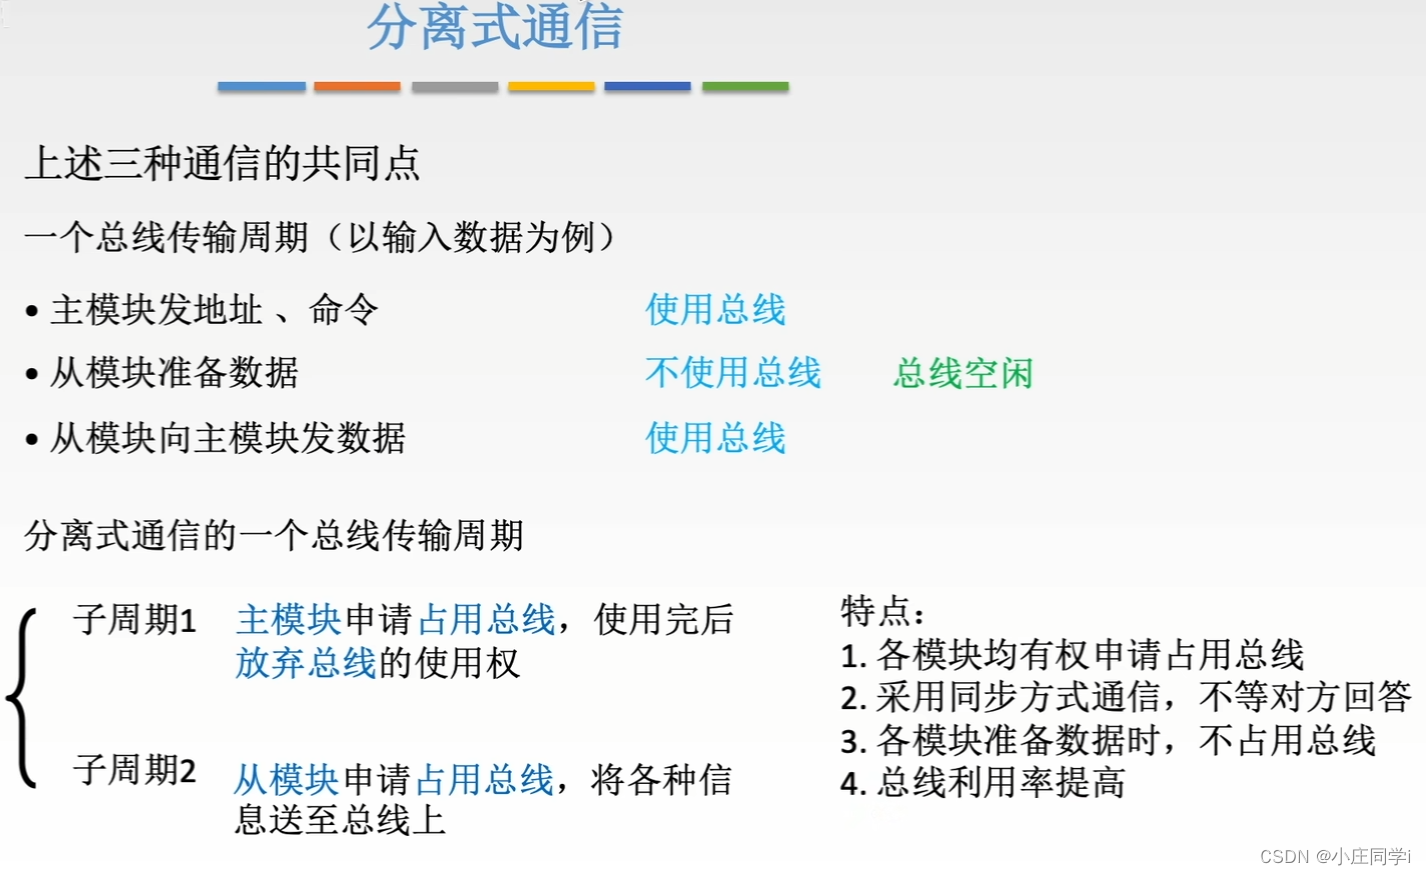 分离式通信
上述三种通信的共同点
一个总线传输周期（以输入数据为例）
• 主模块发地址 、命令 使用总线
• 从模块准备数据 不使用总线 总线空闲
• 从模块向主模块发数据 使用总线
分离式通信的一个总线传输周期
子周期1 主模块申请占用总线，使用完后
放弃总线的使用权
子周期2 从模块申请占用总线，将各种信
息送至总线上
特点：
1. 各模块均有权申请占用总线
2. 采用同步方式通信，不等对方回答
3. 各模块准备数据时，不占用总线
4. 总线利用率提高
CSDN @小庄同学i